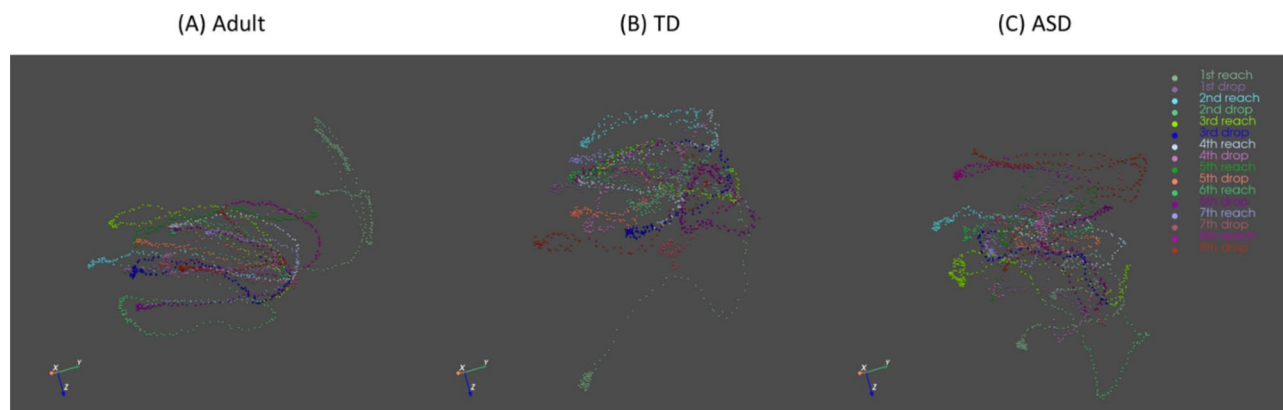 (A) Adult
(B) TD
(C) ASD
1st reach
1st drop
2nd reach
2nd drop
3rd reach
3rd drop
4th reach
4th drop
5th reach
5th drop
6th reach
6th drop
7th reach
7th drop
8th reach
8th drop
X Y
Z
X Y
Z
X Y
Z